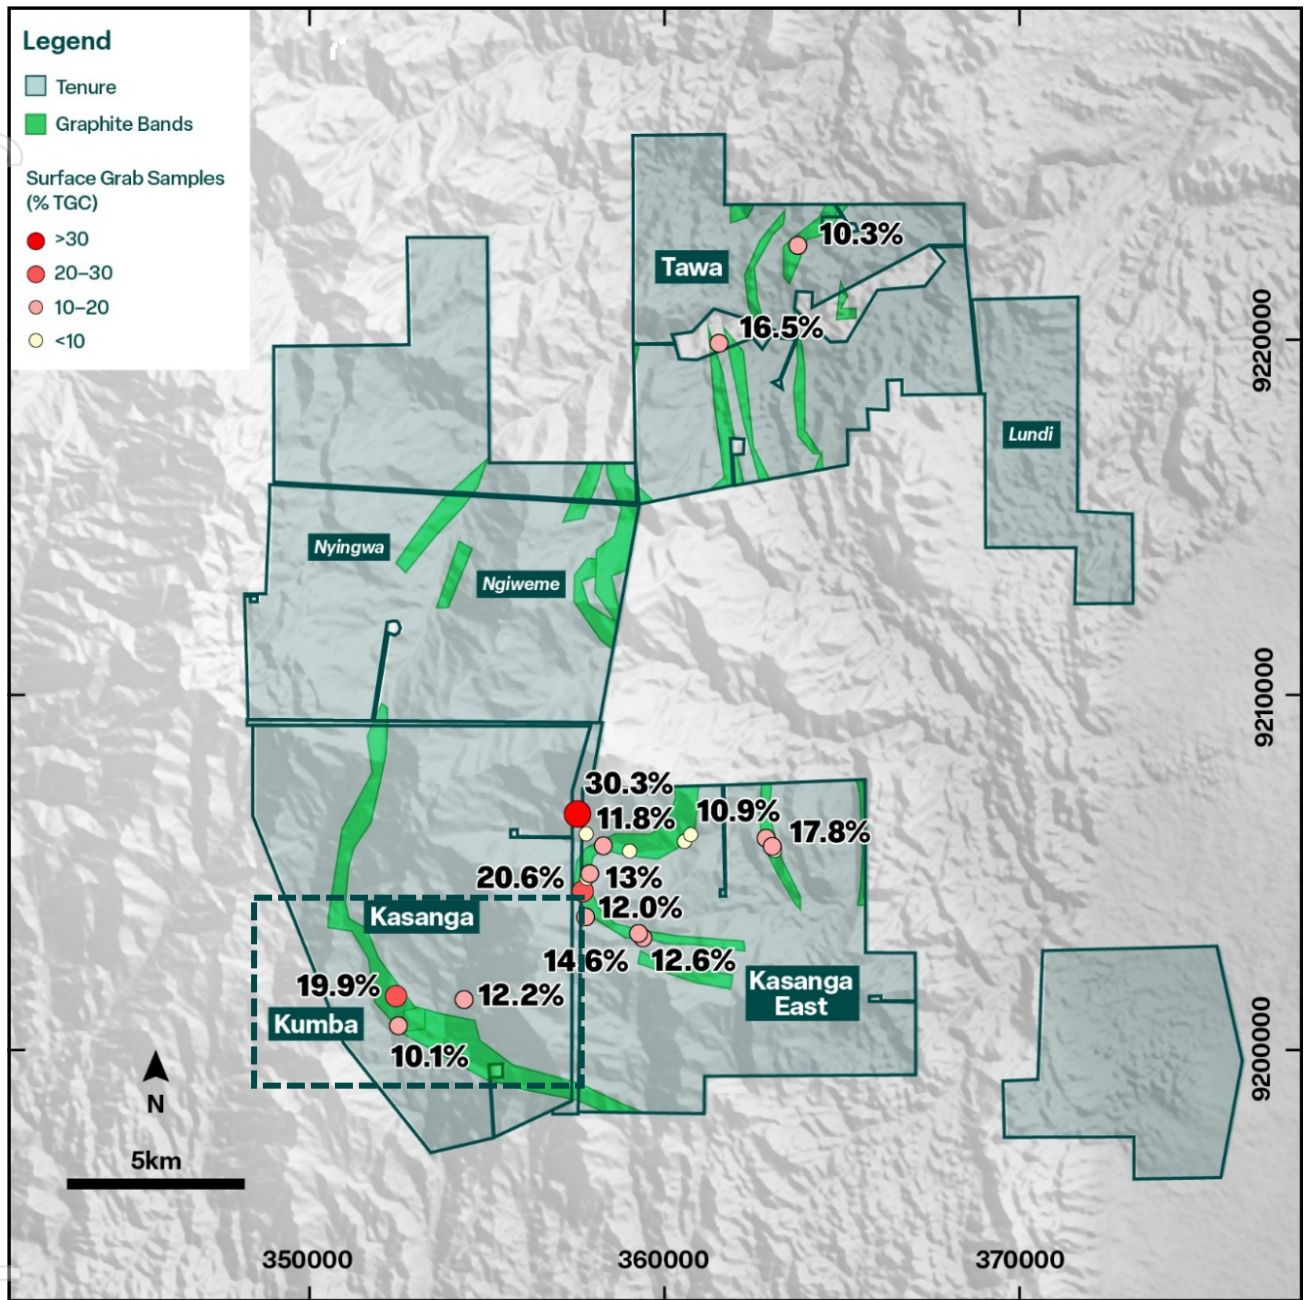 Legend
Tenure
Graphite Bands
Surface Grab Samples
(% TGC)
>30
20–30
10–20
<10
10.3%
Tawa
16.5%
9220000
Lundi
Nyingwa
Ngiweme
9210000
30.3%
11.8%
10.9%
17.8%
20.6%
13%
12.0%
Kasanga
14.6%
12.6%
19.9%
12.2%
Kasanga
East
Kumba
10.1%
9200000
N
5km
350000
360000
370000